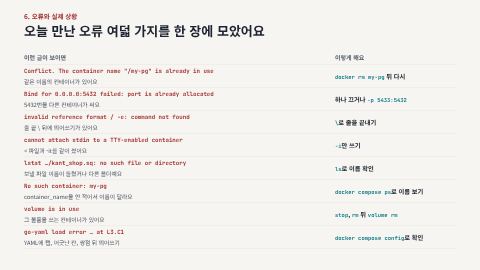 6. 오류와 실제 상황
오늘 만난 오류 여덟 가지를 한 장에 모았어요
이런 글이 보이면
이렇게 해요
Conflict. The container name "/my-pg" is already in use
같은 이름의 컨테이너가 있어요
docker rm my-pg 뒤 다시
Bind for 0.0.0.0:5432 failed: port is already allocated
5432번을 다른 컨테이너가 써요
하나 끄거나 -p 5433:5432
invalid reference format / -e: command not found
줄 끝 \ 뒤에 띄어쓰기가 있어요
\로 줄을 끝내기
cannot attach stdin to a TTY-enabled container
< 파일과 -it를 같이 썼어요
-i만 쓰기
lstat …/kant_shop.sq: no such file or directory
보낼 파일 이름이 틀렸거나 다른 폴더예요
ls로 이름 확인
No such container: my-pg
container_name을 안 적어서 이름이 달라요
docker compose ps로 이름 보기
volume is in use
그 볼륨을 쓰는 컨테이너가 있어요
stop, rm 뒤 volume rm
go-yaml load error … at L3.C1
YAML에 탭, 어긋난 칸, 쌍점 뒤 띄어쓰기
docker compose config로 확인